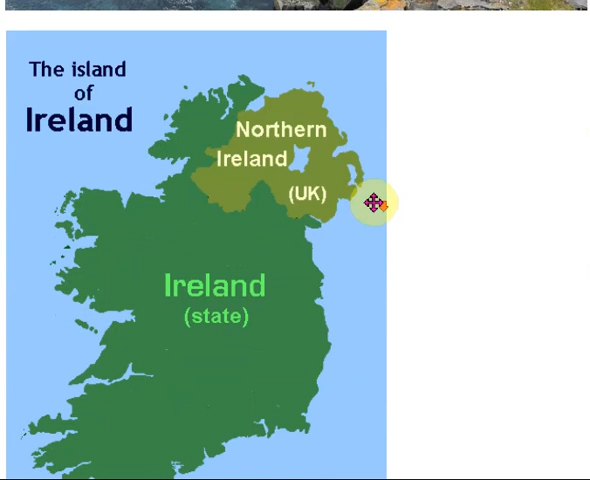 The island
of
Ireland
Northern
Ireland
(UK)
Ireland
(state)